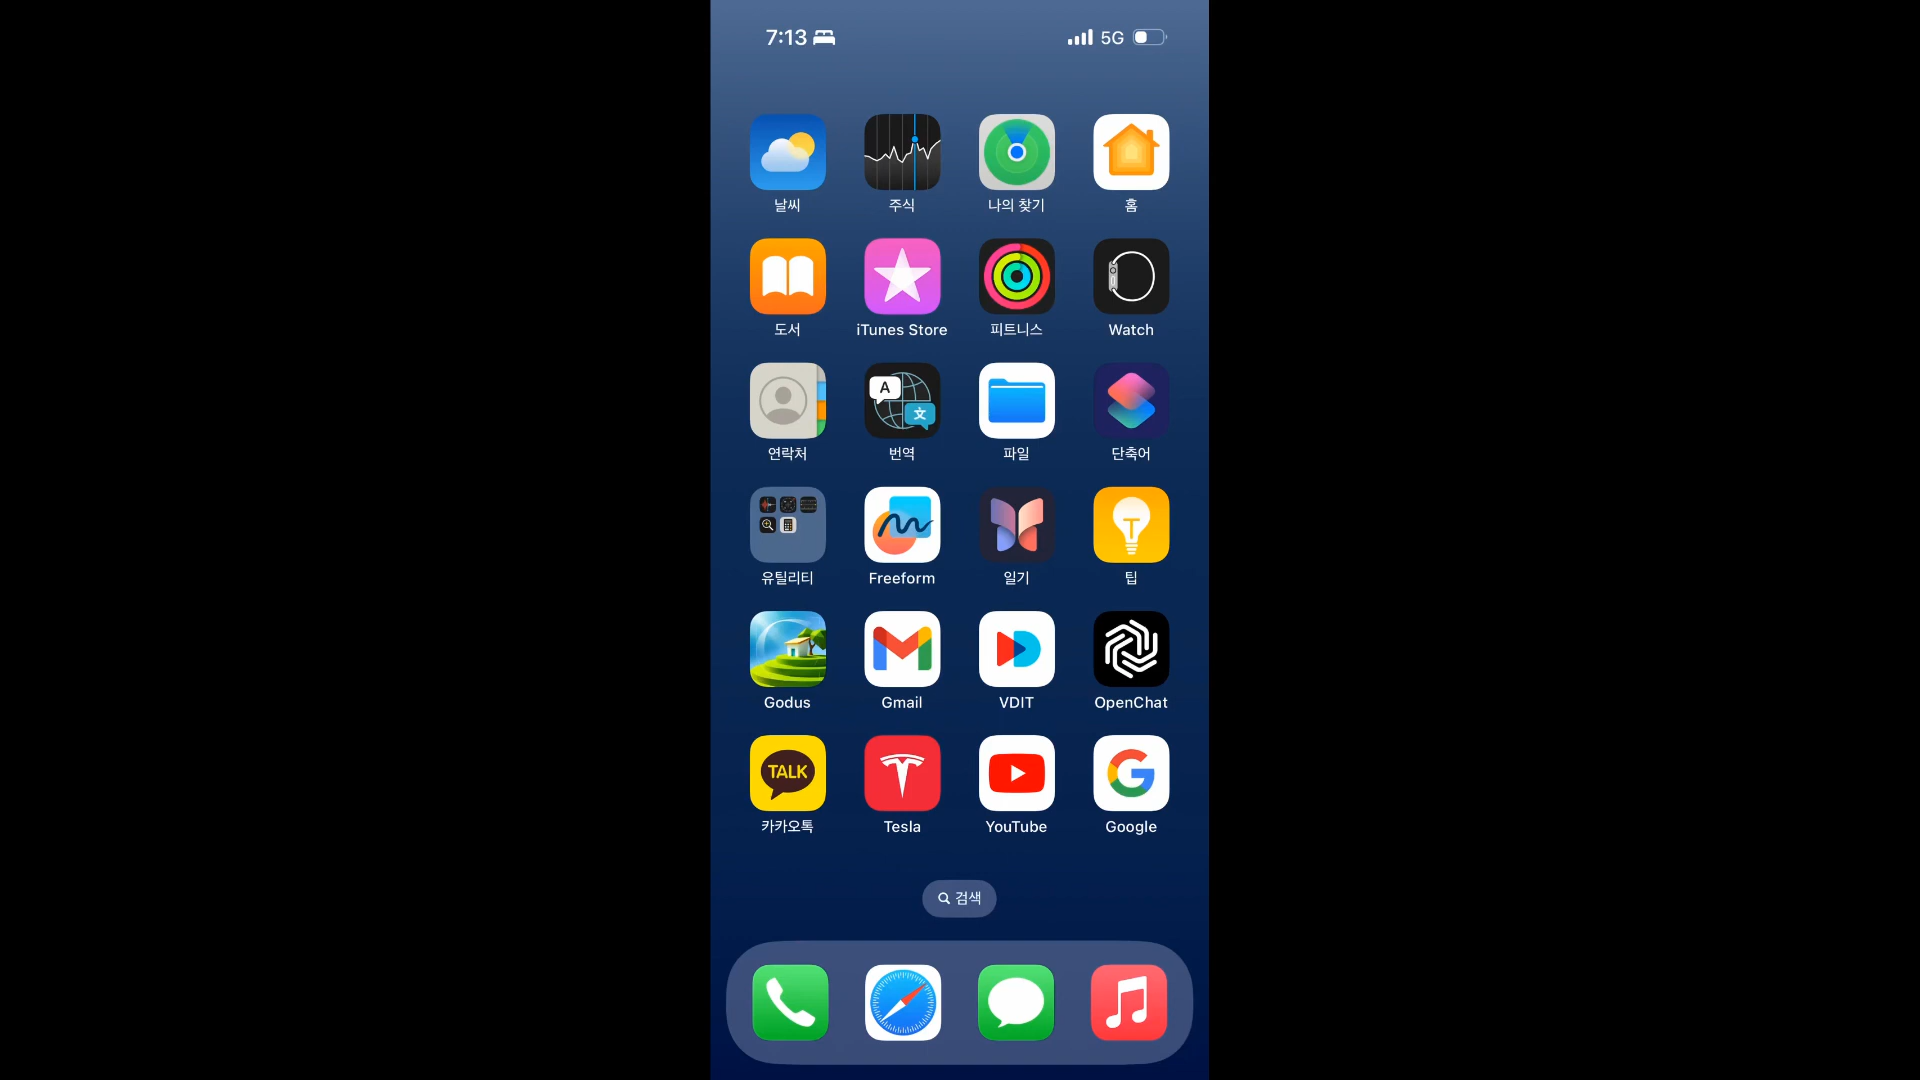 7:13 5G
날씨 주식 나의 찾기 홈
도서 iTunes Store 피트니스 Watch
A 文
연락처 번역 파일 단축어
유틸리티 Freeform 일기 팁
Godus Gmail VDIT OpenChat
TALK
카카오톡 Tesla YouTube Google
검색